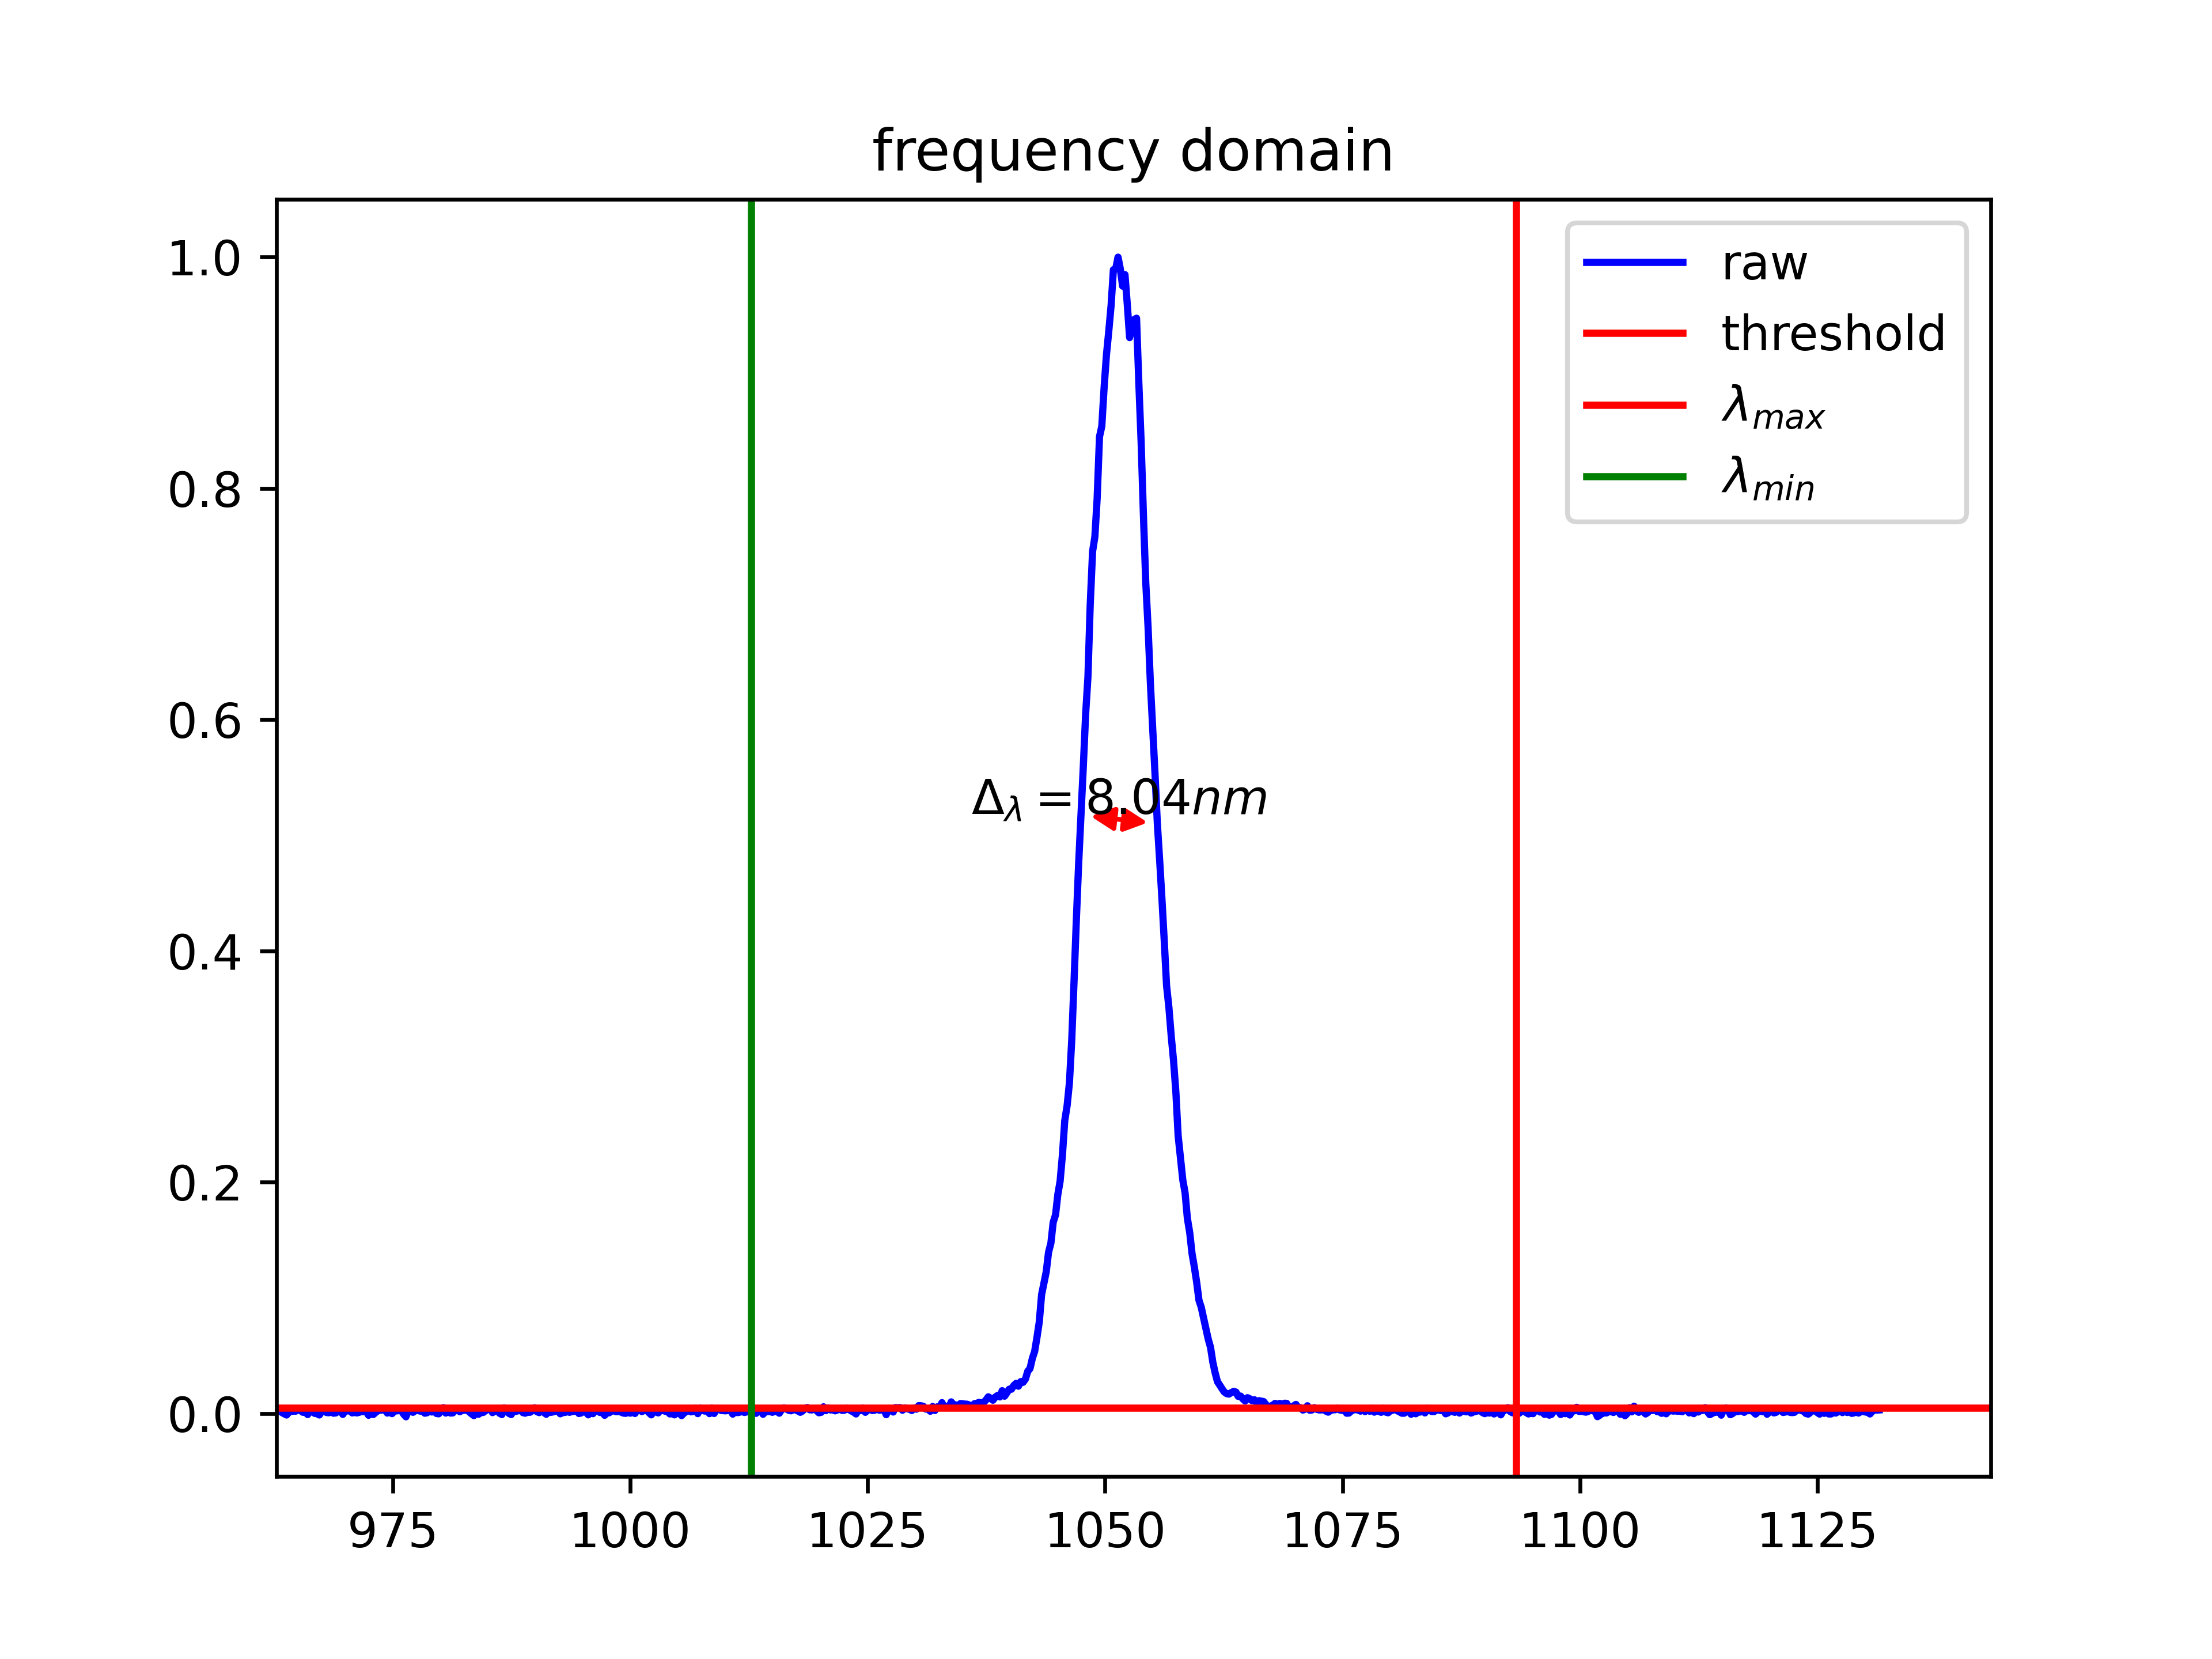 frequency domain
1.0
0.8
0.6
0.4
0.2
0.0
raw
threshold
λmax
λmin
Δλ = 8.04nm
975 1000 1025 1050 1075 1100 1125